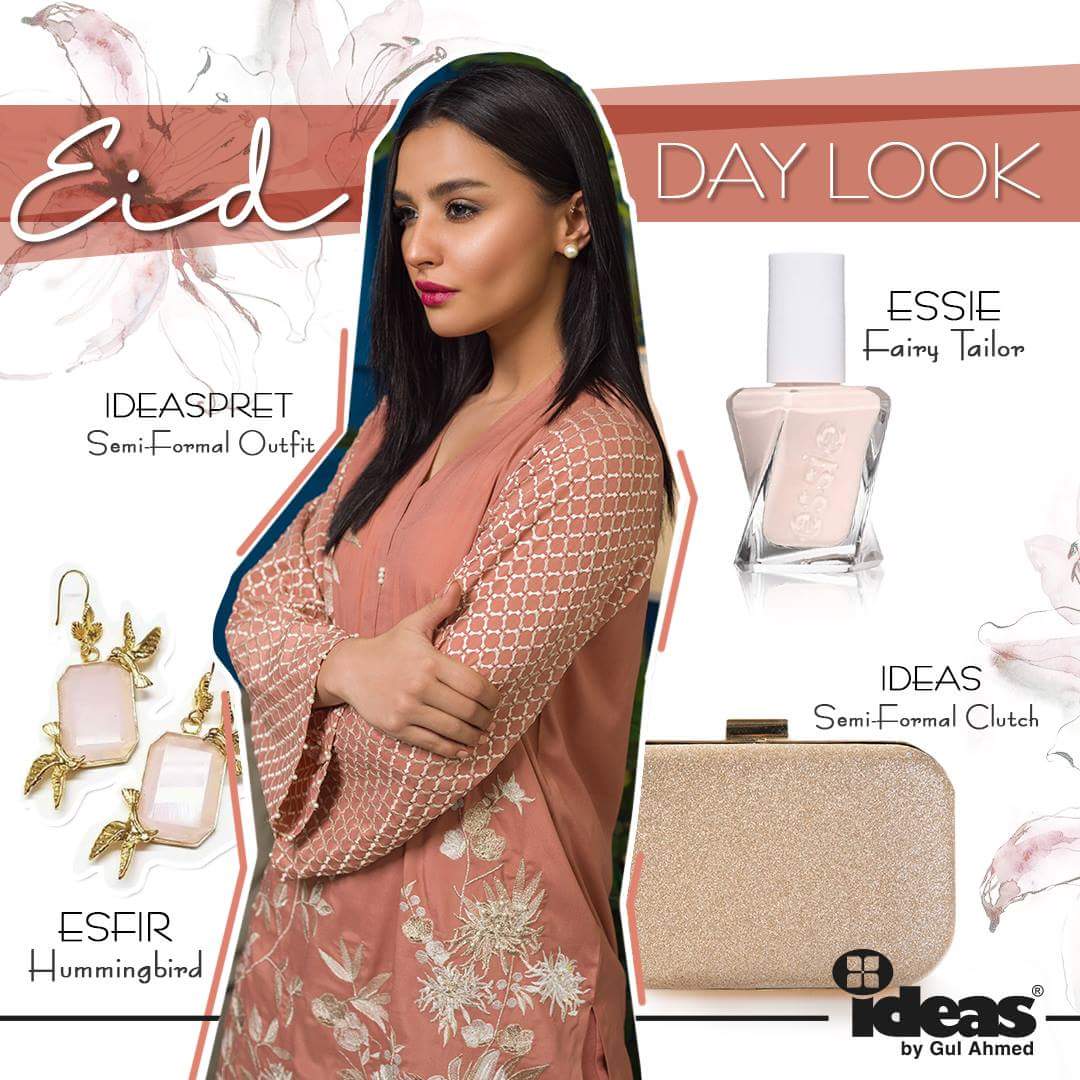 Eid
DAY LOOK
ESSIE
Fairy Tailor
essie
IDEASPRET
Semi-Formal Outfit
IDEAS
Semi-Formal Clutch
ESFIR
Hummingbird
ideas®
by Gul Ahmed